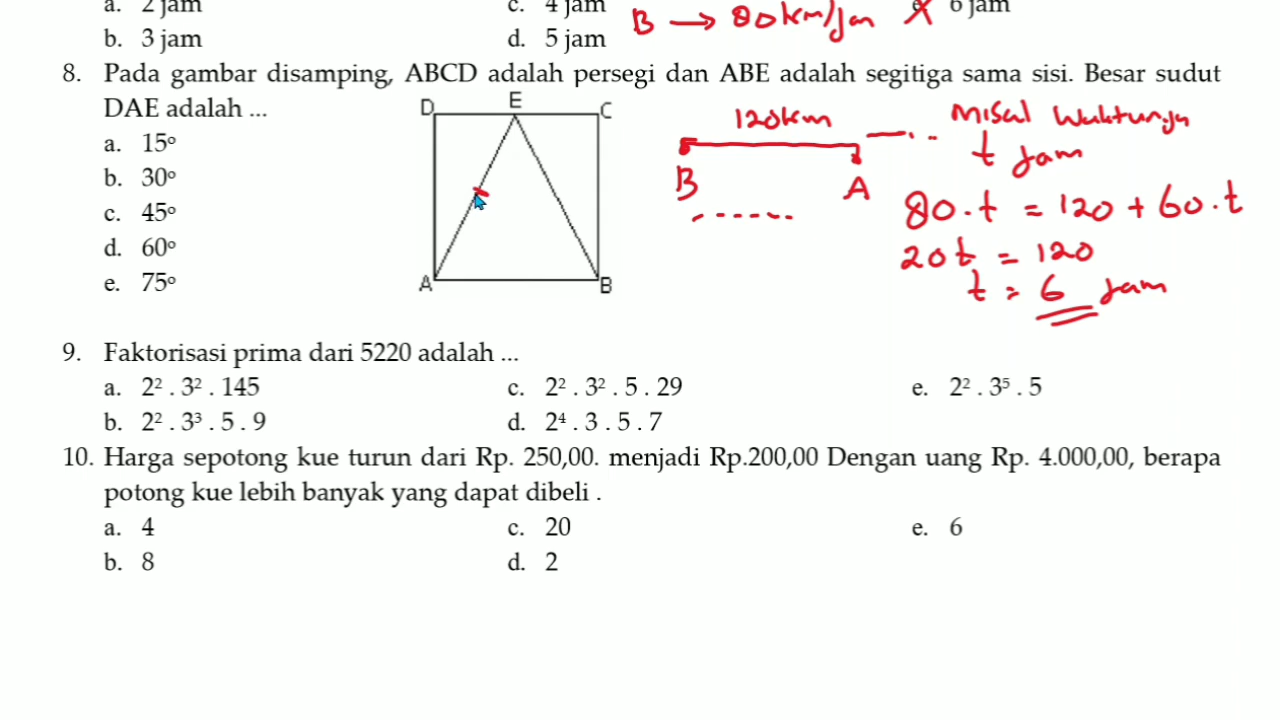 a. 2 jam c. 4 jam e. 6 jam
B → 80 km/jam
b. 3 jam d. 5 jam
8. Pada gambar disamping, ABCD adalah persegi dan ABE adalah segitiga sama sisi. Besar sudut
DAE adalah ...
a. 15°
b. 30°
c. 45°
d. 60°
e. 75°
D E C
A B
120 km
B A
Misal Waktunya
t Jam
80.t = 120 + 60.t
20t = 120
t = 6 Jam
9. Faktorisasi prima dari 5220 adalah ...
a. 2² . 3² . 145 c. 2² . 3² . 5 . 29 e. 2² . 3⁵ . 5
b. 2² . 3³ . 5 . 9 d. 2⁴ . 3 . 5 . 7
10. Harga sepotong kue turun dari Rp. 250,00. menjadi Rp.200,00 Dengan uang Rp. 4.000,00, berapa
potong kue lebih banyak yang dapat dibeli .
a. 4 c. 20 e. 6
b. 8 d. 2